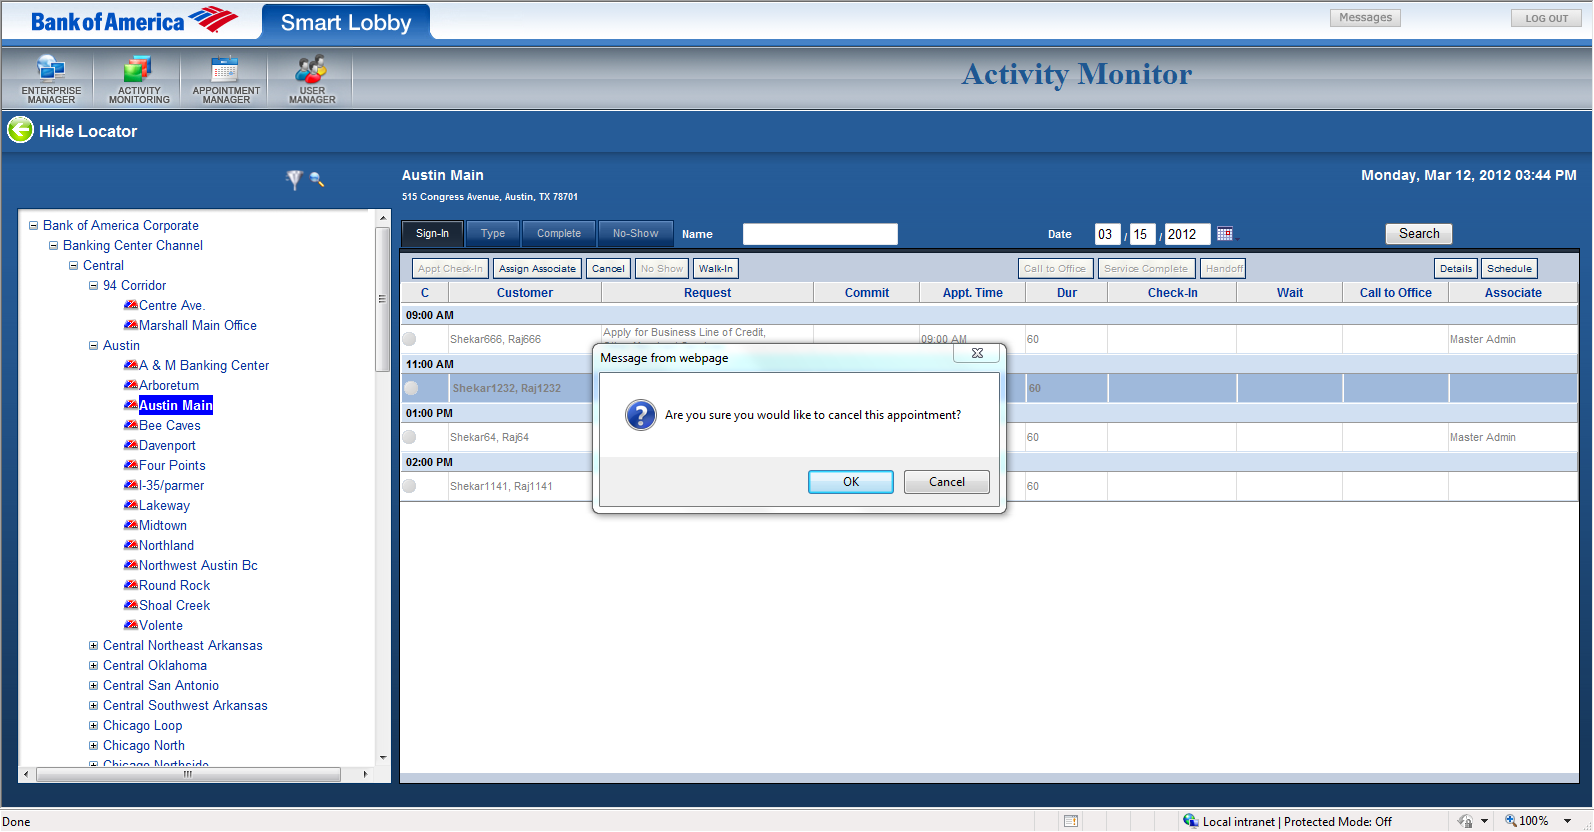 Bank of America
Smart Lobby
Messages
LOG OUT
ENTERPRISE MANAGER
ACTIVITY MONITORING
APPOINTMENT MANAGER
USER MANAGER
Activity Monitor
Hide Locator
Austin Main
Monday, Mar 12, 2012 03:44 PM
515 Congress Avenue, Austin, TX 78701
Bank of America Corporate
Banking Center Channel
Central
94 Corridor
Centre Ave.
Marshall Main Office
Austin
A & M Banking Center
Arboretum
Austin Main
Bee Caves
Davenport
Four Points
I-35/parmer
Lakeway
Midtown
Northland
Northwest Austin Bc
Round Rock
Shoal Creek
Volente
Central Northeast Arkansas
Central Oklahoma
Central San Antonio
Central Southwest Arkansas
Chicago Loop
Chicago North
Chicago Northside
Sign-In Type Complete No-Show Name Date 03 / 15 / 2012 Search
Appt Check-In Assign Associate Cancel No Show Walk-In Call to Office Service Complete Handoff Details Schedule
C Customer Request Commit Appt. Time Dur Check-In Wait Call to Office Associate
09:00 AM
Shekar666, Raj666 Apply for Business Line of Credit, 09:00 AM 60 Master Admin
11:00 AM
Shekar1232, Raj1232 60
01:00 PM
Shekar64, Raj64 60 Master Admin
02:00 PM
Shekar1141, Raj1141 60
Message from webpage
Are you sure you would like to cancel this appointment?
OK Cancel
Done
Local intranet | Protected Mode: Off
100%